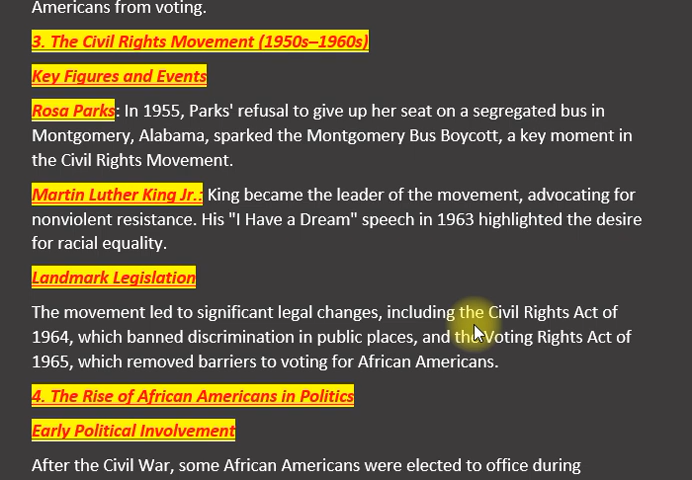 Americans from voting.
3. The Civil Rights Movement (1950s–1960s)
Key Figures and Events
Rosa Parks: In 1955, Parks' refusal to give up her seat on a segregated bus in
Montgomery, Alabama, sparked the Montgomery Bus Boycott, a key moment in
the Civil Rights Movement.
Martin Luther King Jr.: King became the leader of the movement, advocating for
nonviolent resistance. His "I Have a Dream" speech in 1963 highlighted the desire
for racial equality.
Landmark Legislation
The movement led to significant legal changes, including the Civil Rights Act of
1964, which banned discrimination in public places, and the Voting Rights Act of
1965, which removed barriers to voting for African Americans.
4. The Rise of African Americans in Politics
Early Political Involvement
After the Civil War, some African Americans were elected to office during